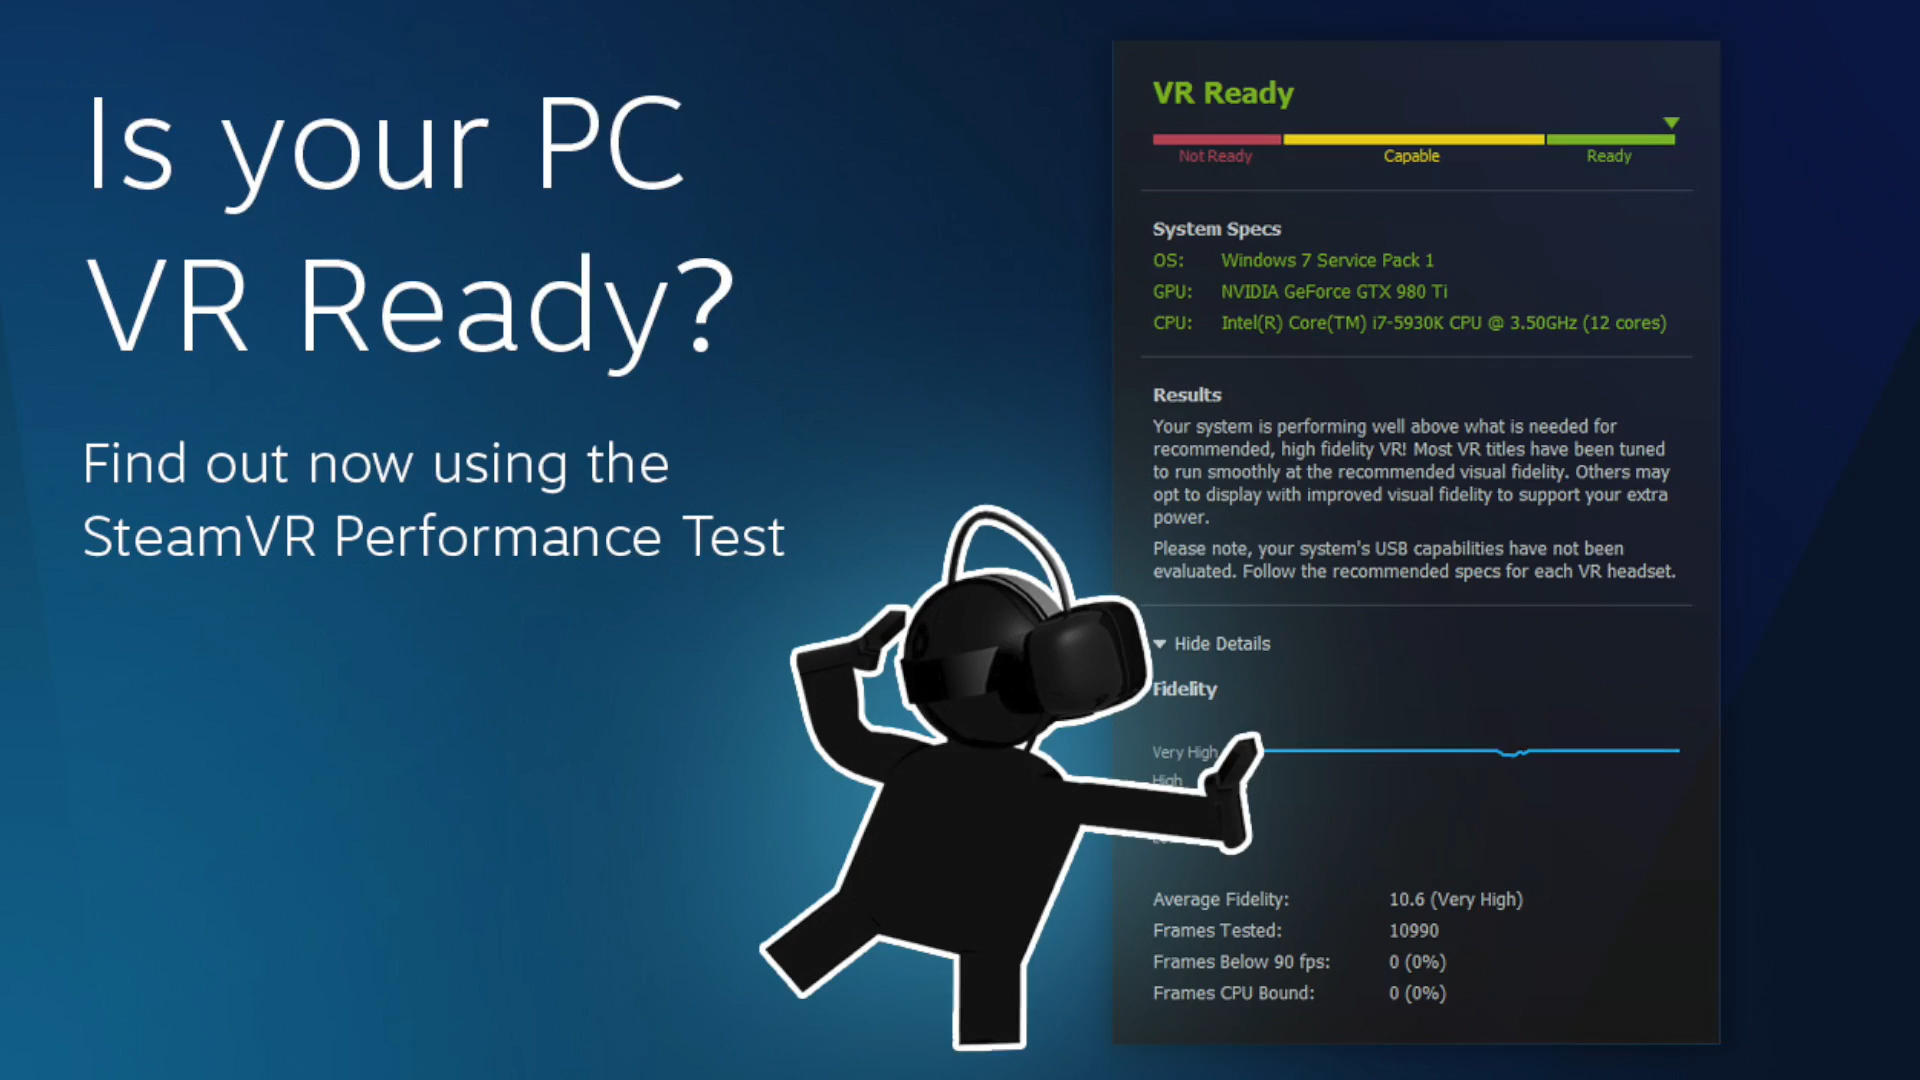 Is your PC
VR Ready?
Find out now using the
SteamVR Performance Test
VR Ready
Not Ready
Capable
Ready
System Specs
OS: Windows 7 Service Pack 1
GPU: NVIDIA GeForce GTX 980 Ti
CPU: Intel(R) Core(TM) i7-5930K CPU @ 3.50GHz (12 cores)
Results
Your system is performing well above what is needed for
recommended, high fidelity VR! Most VR titles have been tuned
to run smoothly at the recommended visual fidelity. Others may
opt to display with improved visual fidelity to support your extra
power.
Please note, your system's USB capabilities have not been
evaluated. Follow the recommended specs for each VR headset.
Hide Details
Fidelity
Very High
High
Average Fidelity: 10.6 (Very High)
Frames Tested: 10990
Frames Below 90 fps: 0 (0%)
Frames CPU Bound: 0 (0%)